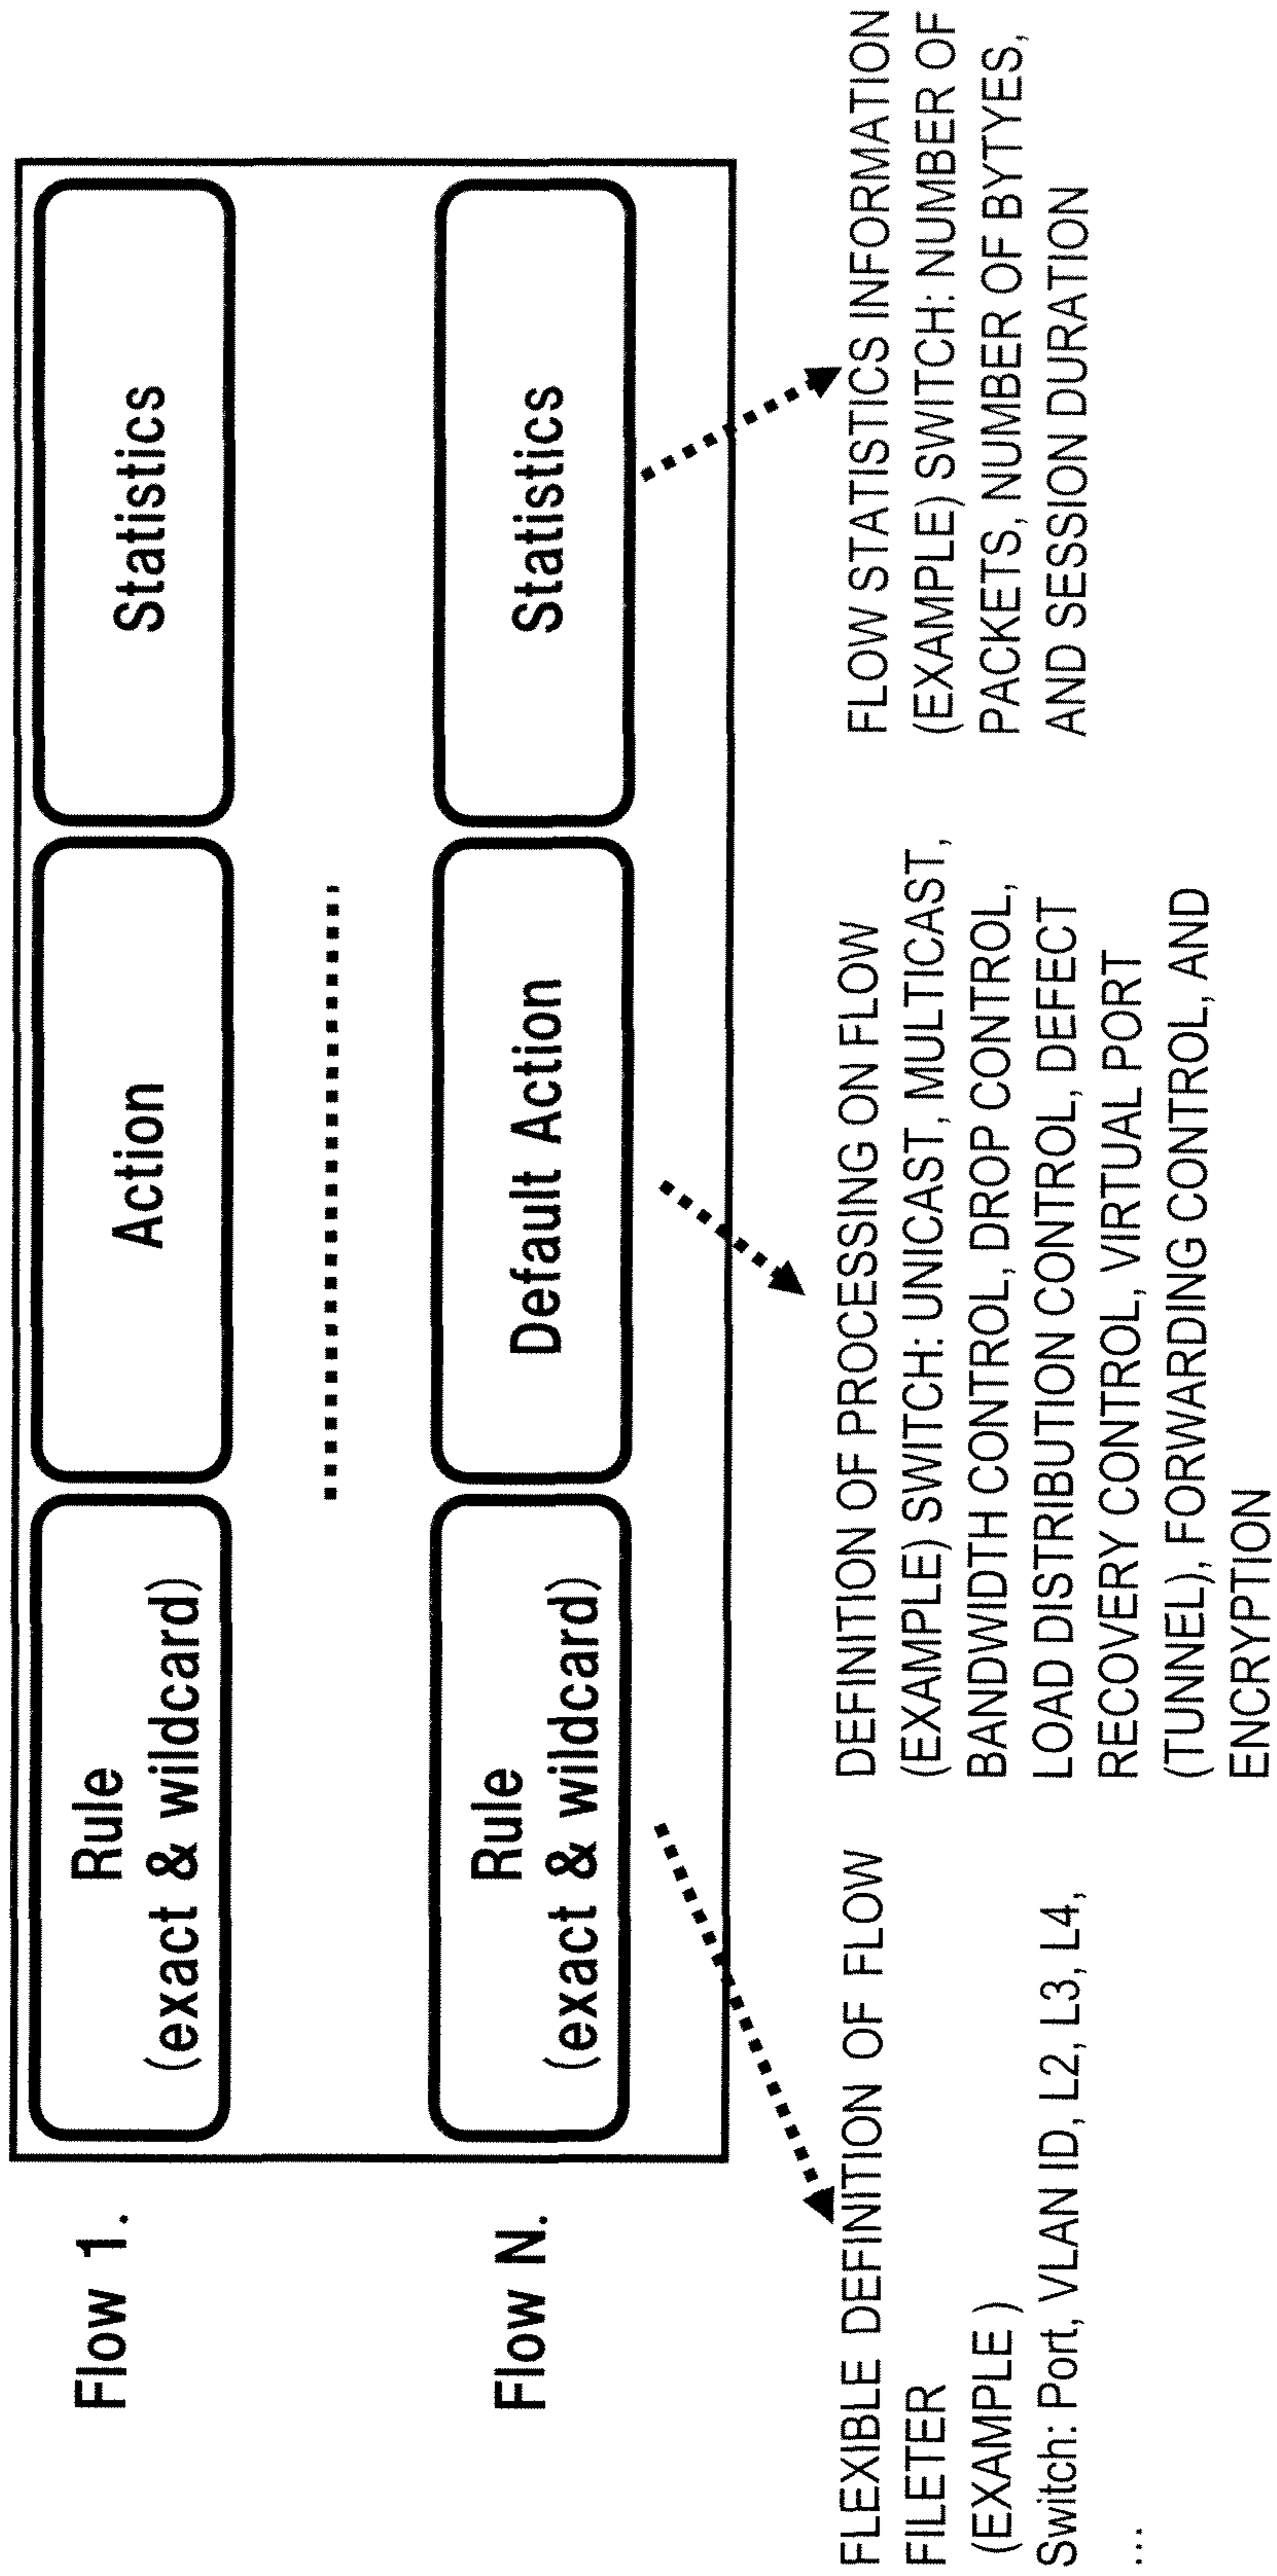 Flow 1.
Rule
(exact & wildcard)
Action
Statistics
Flow N.
Rule
(exact & wildcard)
Default Action
Statistics
FLEXIBLE DEFINITION OF FLOW
FILETER
(EXAMPLE )
Switch: Port, VLAN ID, L2, L3, L4,
...
DEFINITION OF PROCESSING ON FLOW
(EXAMPLE) SWITCH: UNICAST, MULTICAST,
BANDWIDTH CONTROL, DROP CONTROL,
LOAD DISTRIBUTION CONTROL, DEFECT
RECOVERY CONTROL, VIRTUAL PORT
(TUNNEL), FORWARDING CONTROL, AND
ENCRYPTION
FLOW STATISTICS INFORMATION
(EXAMPLE) SWITCH: NUMBER OF
PACKETS, NUMBER OF BYTYES,
AND SESSION DURATION